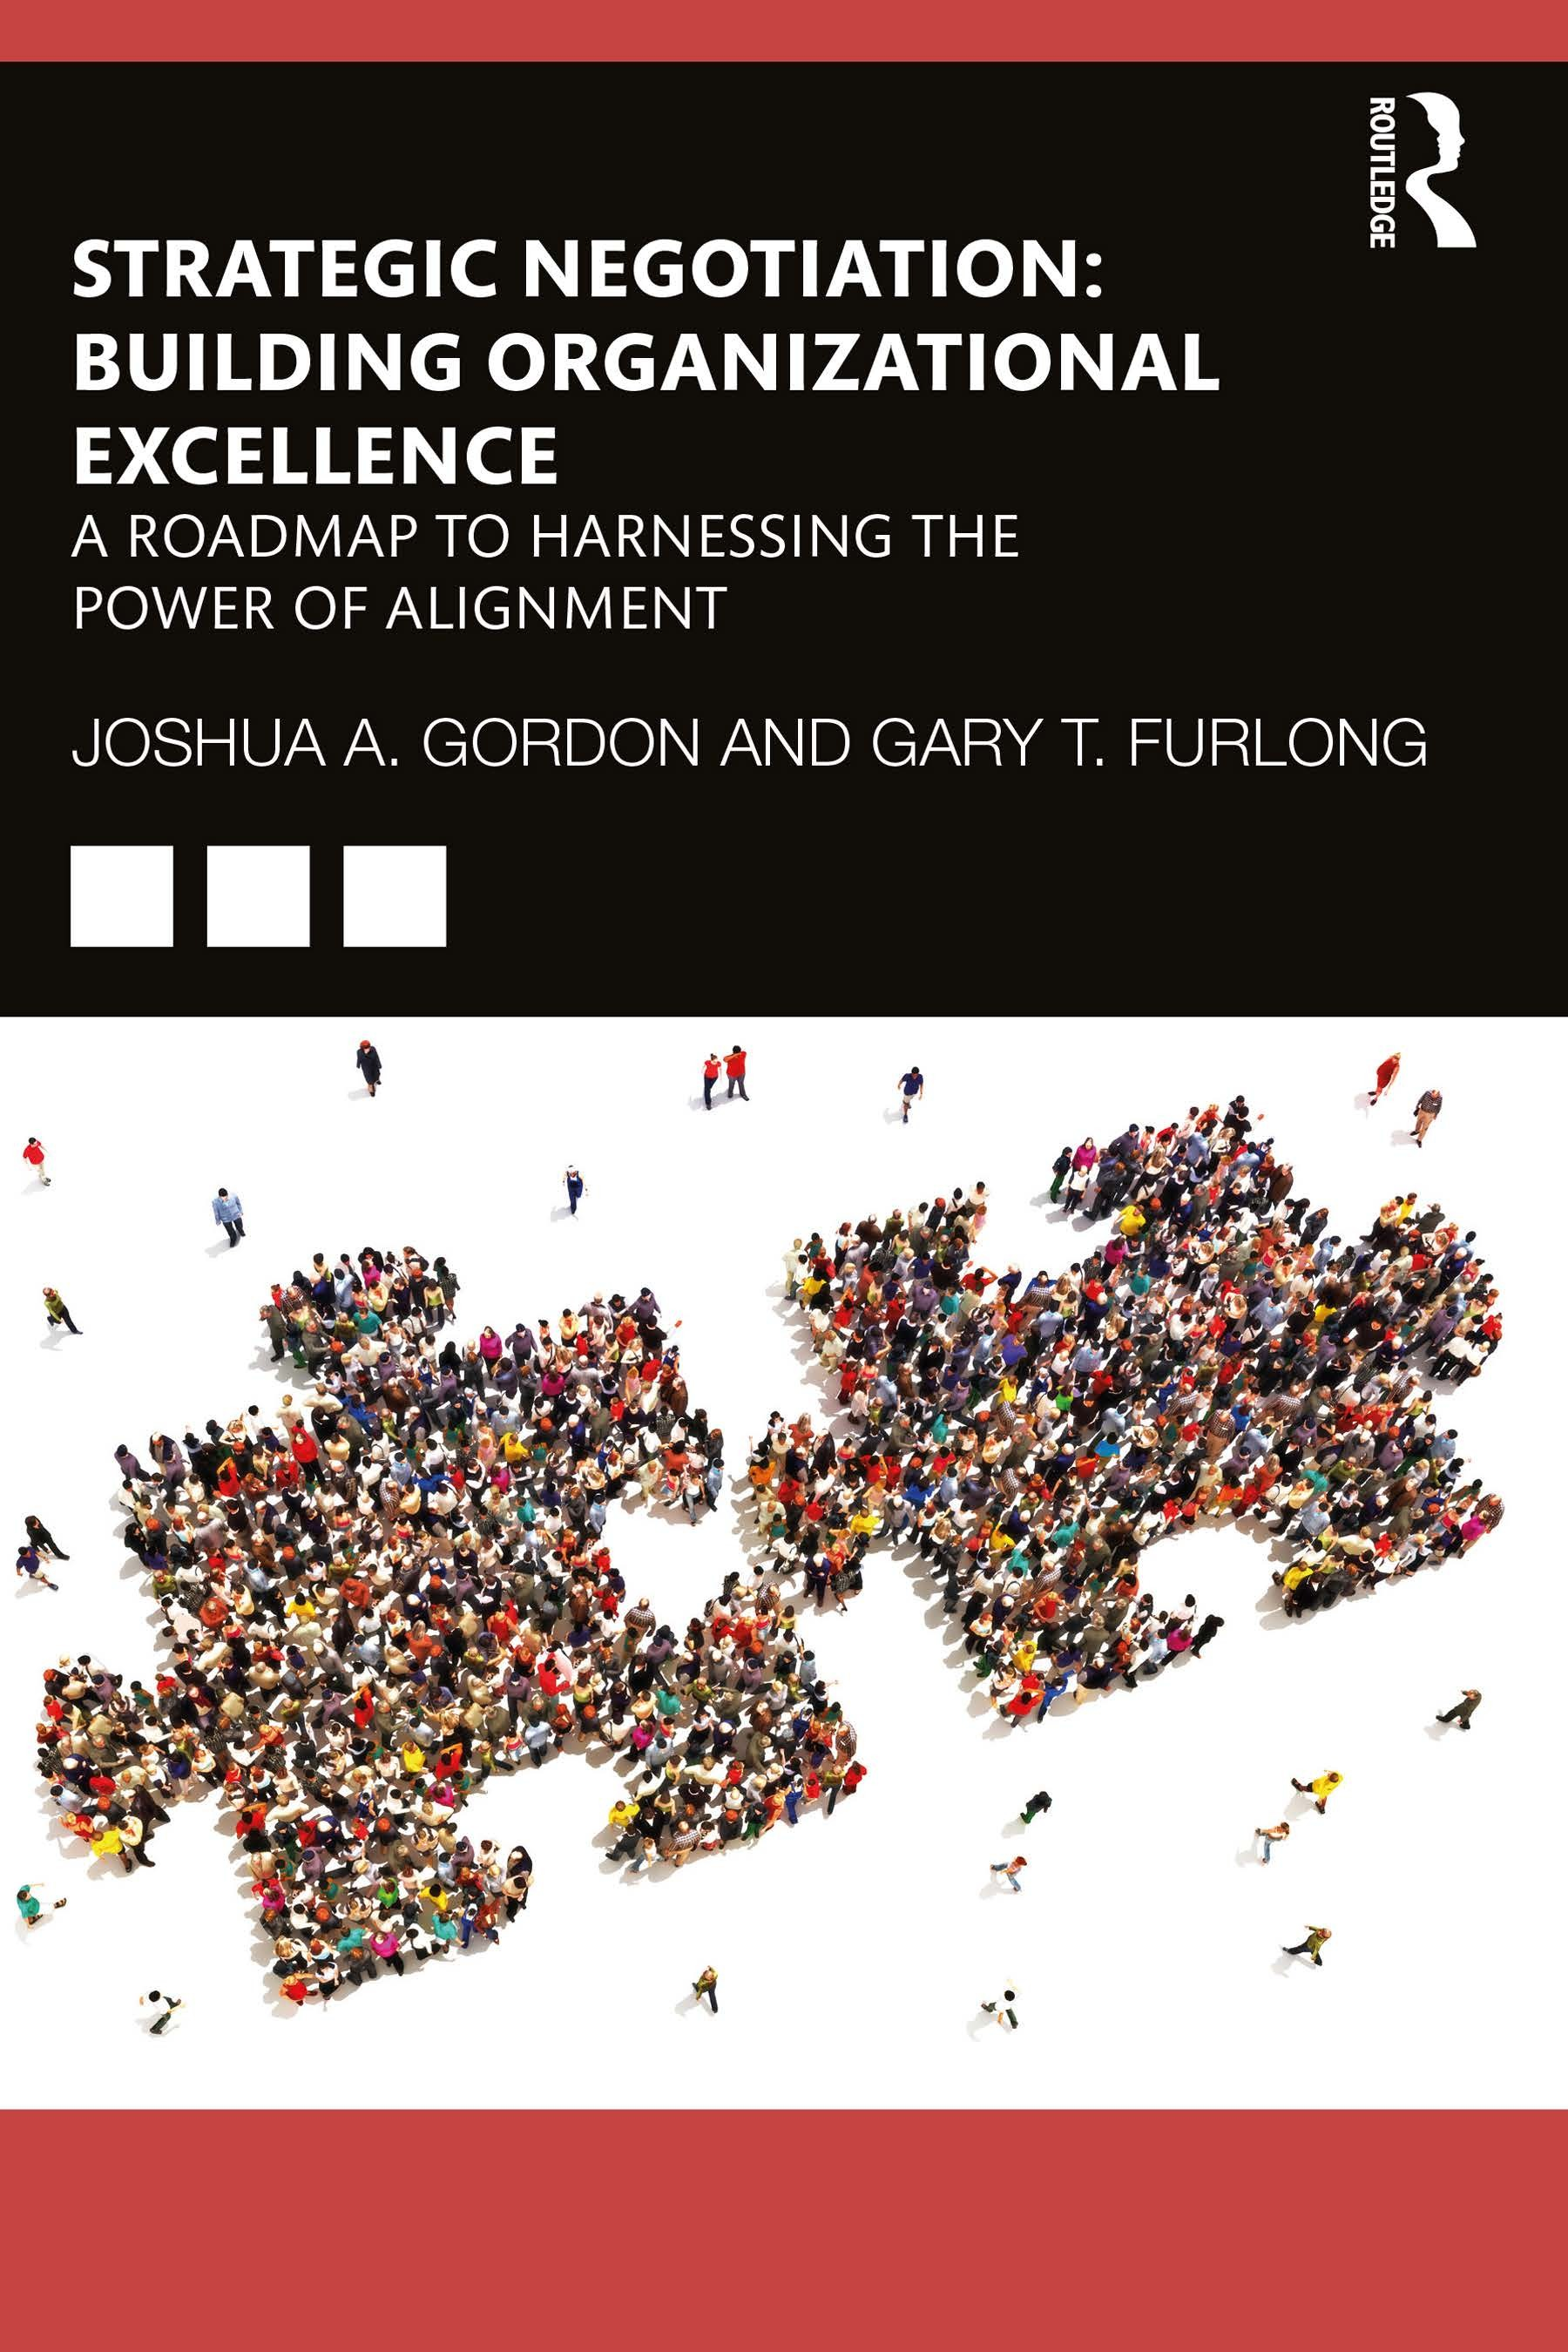 ROUTLEDGE
STRATEGIC NEGOTIATION:
BUILDING ORGANIZATIONAL
EXCELLENCE
A ROADMAP TO HARNESSING THE
POWER OF ALIGNMENT
JOSHUA A. GORDON AND GARY T. FURLONG